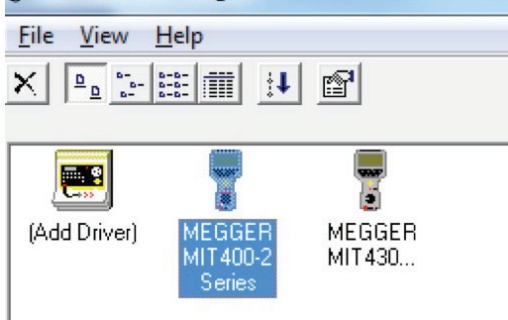 File View Help
(Add Driver) MEGGER MEGGER
MIT400-2 MIT430...
Series